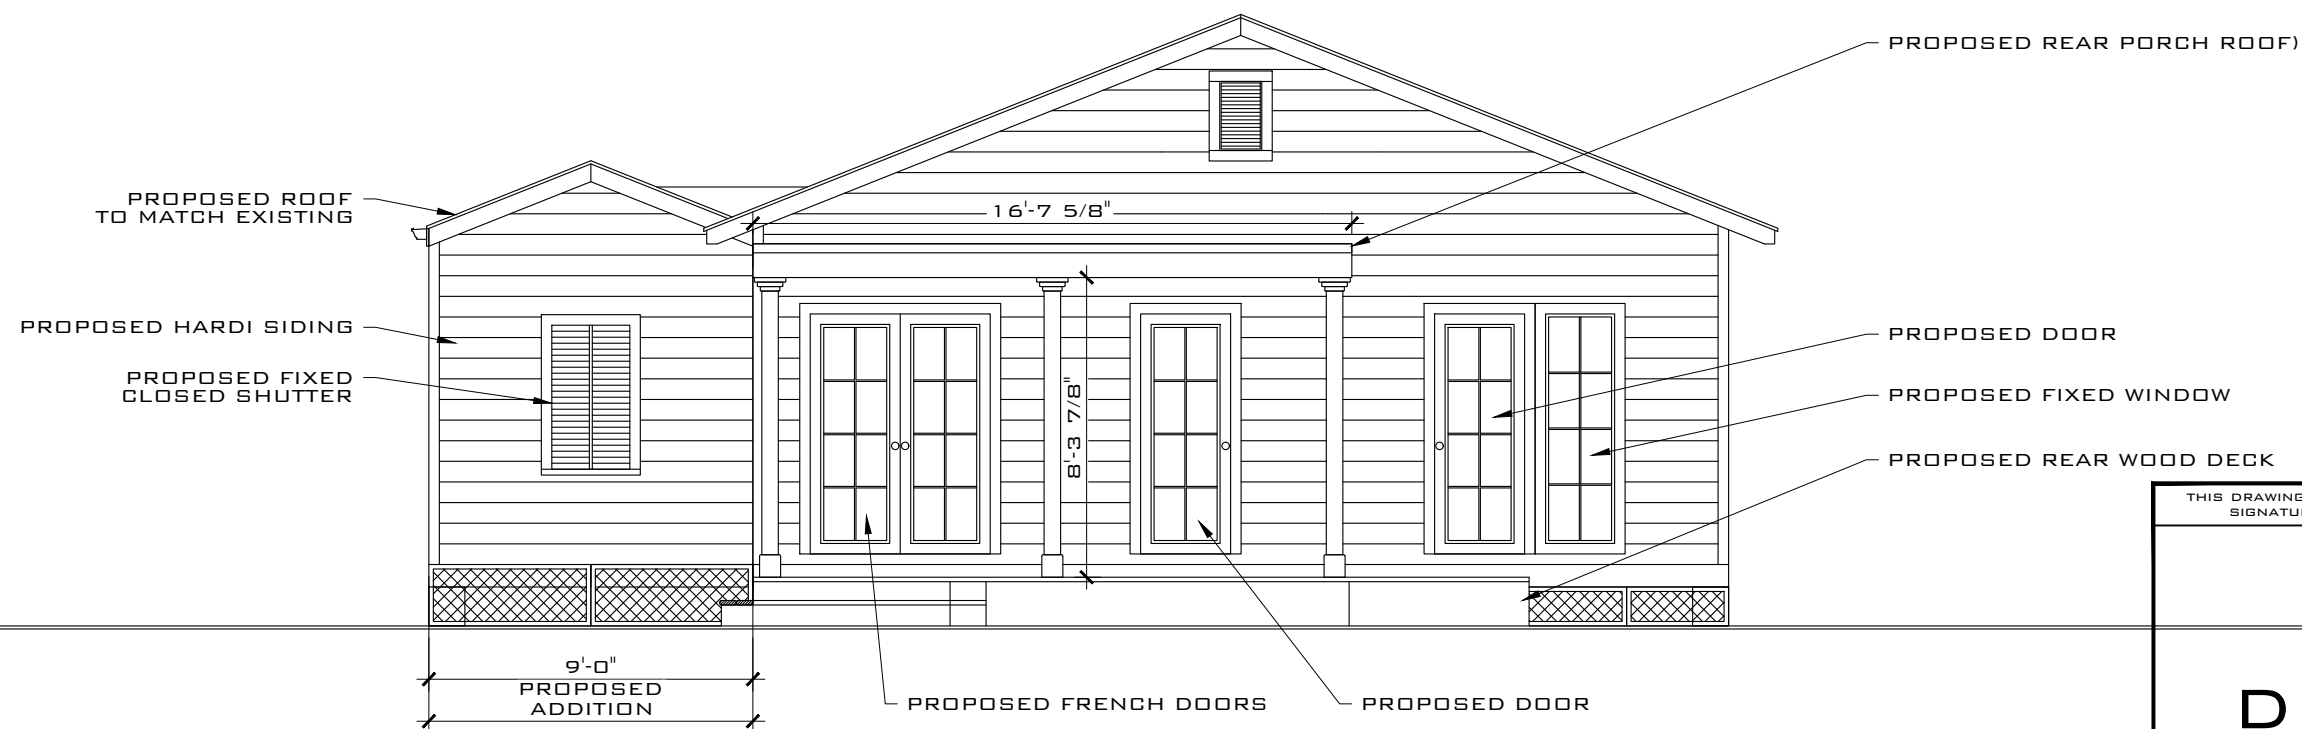 PROPOSED REAR PORCH ROOF)
PROPOSED ROOF
TO MATCH EXISTING
16'-7 5/8"
PROPOSED HARDI SIDING
PROPOSED FIXED
CLOSED SHUTTER
8'-3 7/8"
PROPOSED DOOR
PROPOSED FIXED WINDOW
PROPOSED REAR WOOD DECK
THIS DRAWING
9'-0"
PROPOSED
ADDITION
PROPOSED FRENCH DOORS
PROPOSED DOOR
D